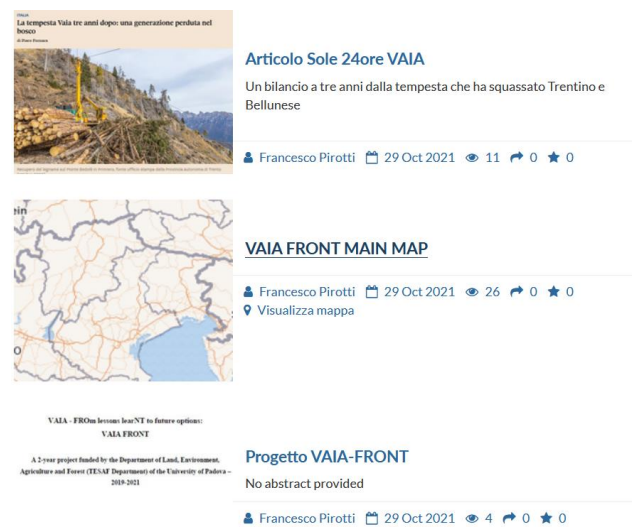 ITALIA
La tempesta Vaia tre anni dopo: una generazione perduta nel
bosco
Articolo Sole 24ore VAIA
Un bilancio a tre anni dalla tempesta che ha squassato Trentino e
Bellunese
Francesco Pirotti 29 Oct 2021 11 0 0
ein
VAIA FRONT MAIN MAP
Francesco Pirotti 29 Oct 2021 26 0 0
Visualizza mappa
O
VAIA - FROm lessons learNT to future options:
VAIA FRONT
A 2-year project funded by the Department of Land, Environment,
Agriculture and Forest (TESAF Department) of the University of Padova –
2019-2021
Progetto VAIA-FRONT
No abstract provided
Francesco Pirotti 29 Oct 2021 4 0 0